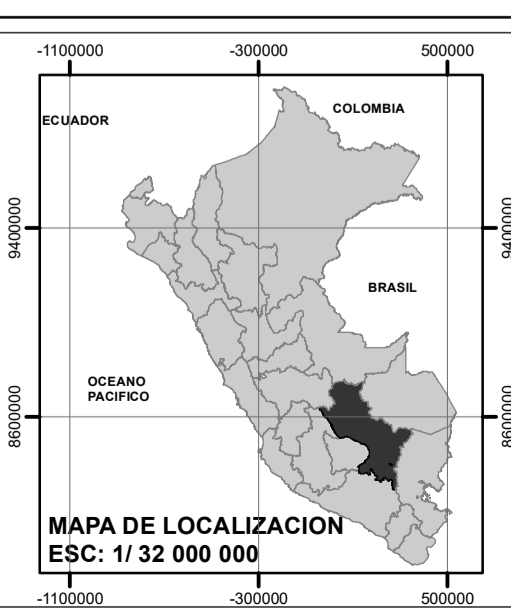 -1100000 -300000 500000
ECUADOR
COLOMBIA
9400000 9400000
BRASIL
OCEANO
PACIFICO
8600000 8600000
MAPA DE LOCALIZACION
ESC: 1/ 32 000 000
-1100000 -300000 500000